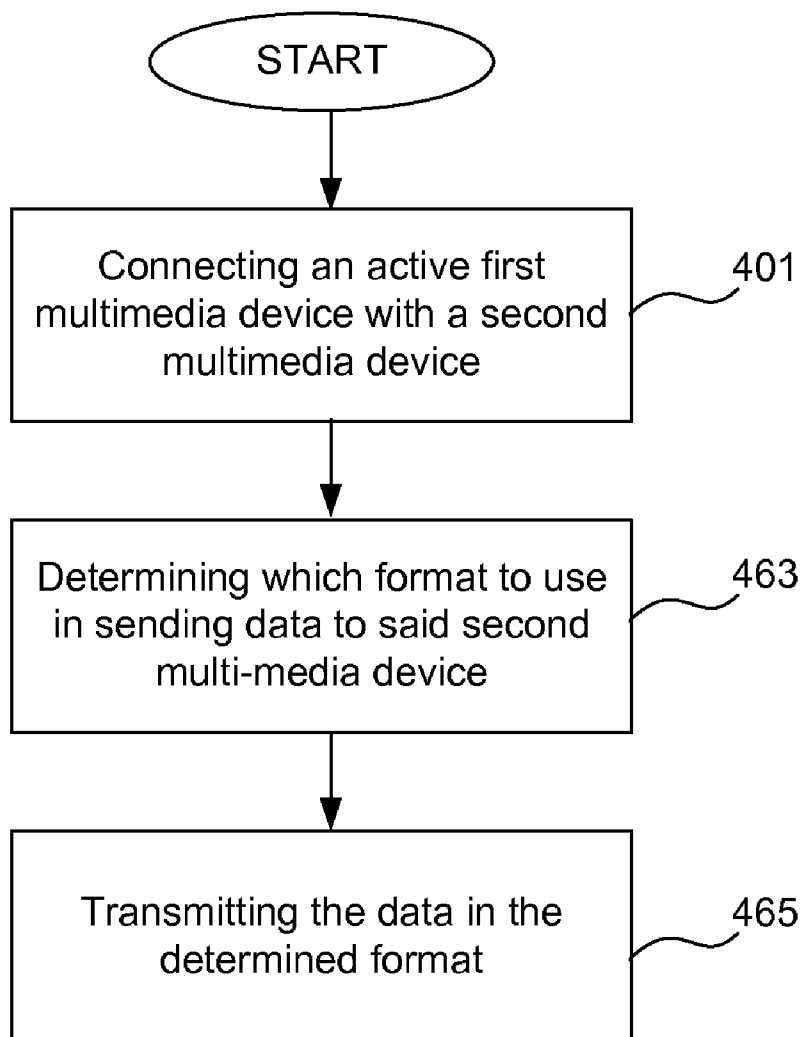 START
Connecting an active first
multimedia device with a second
multimedia device
401
Determining which format to use
in sending data to said second
multi-media device
463
Transmitting the data in the
determined format
465